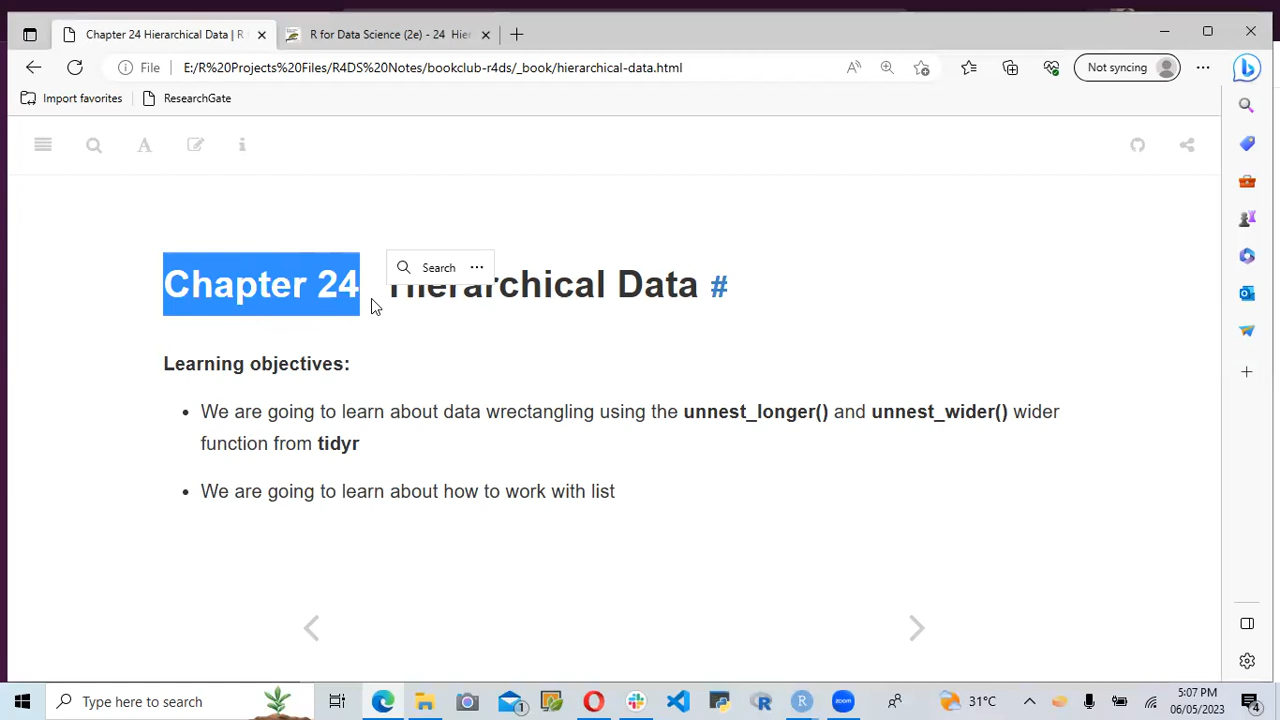 Chapter 24 Hierarchical Data | R
R for Data Science (2e) - 24 Hier
File
E:/R%20Projects%20Files/R4DS%20Notes/bookclub-r4ds/_book/hierarchical-data.html
Not syncing
Import favorites
ResearchGate
Chapter 24 Hierarchical Data #
Search
Learning objectives:
• We are going to learn about data wrectangling using the unnest_longer() and unnest_wider() wider
function from tidyr
• We are going to learn about how to work with list
Type here to search
31°C
5:07 PM
06/05/2023